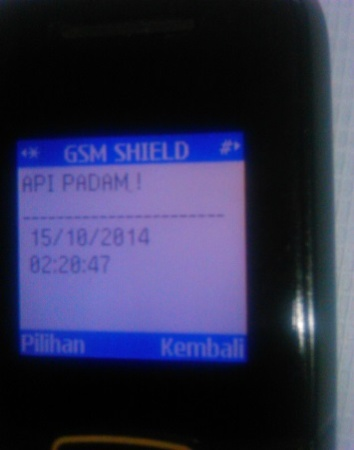 GSM SHIELD #
API PADAM !
---------------------
15/10/2014
02:20:47
Pilihan Kembali